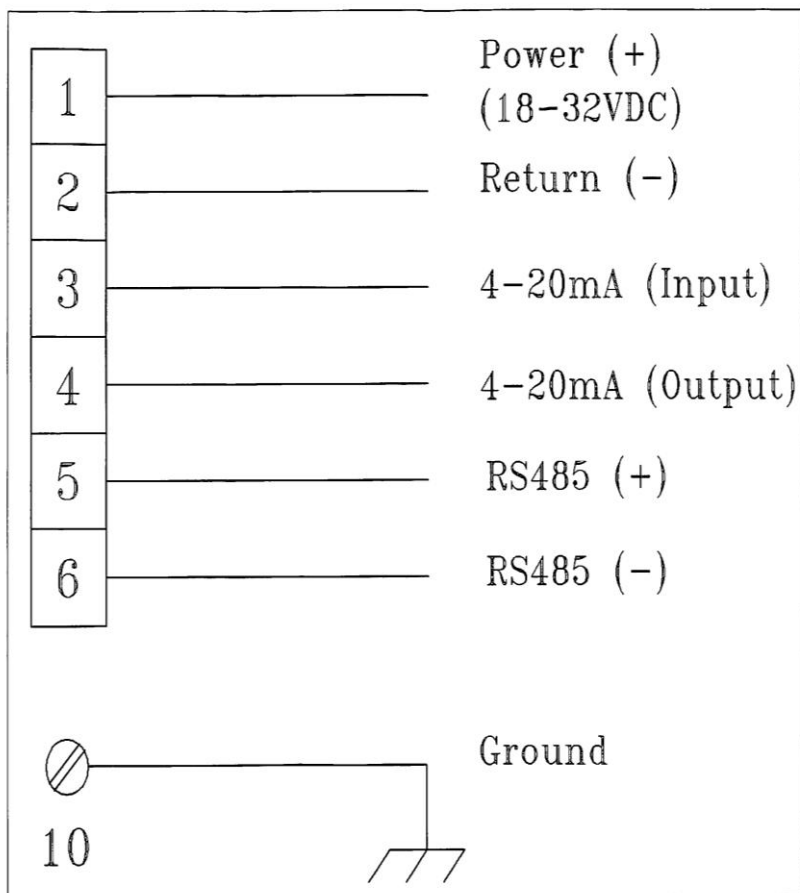 1
Power (+)
(18-32VDC)
2
Return (-)
3
4-20mA (Input)
4
4-20mA (Output)
5
RS485 (+)
6
RS485 (-)
Ground
10